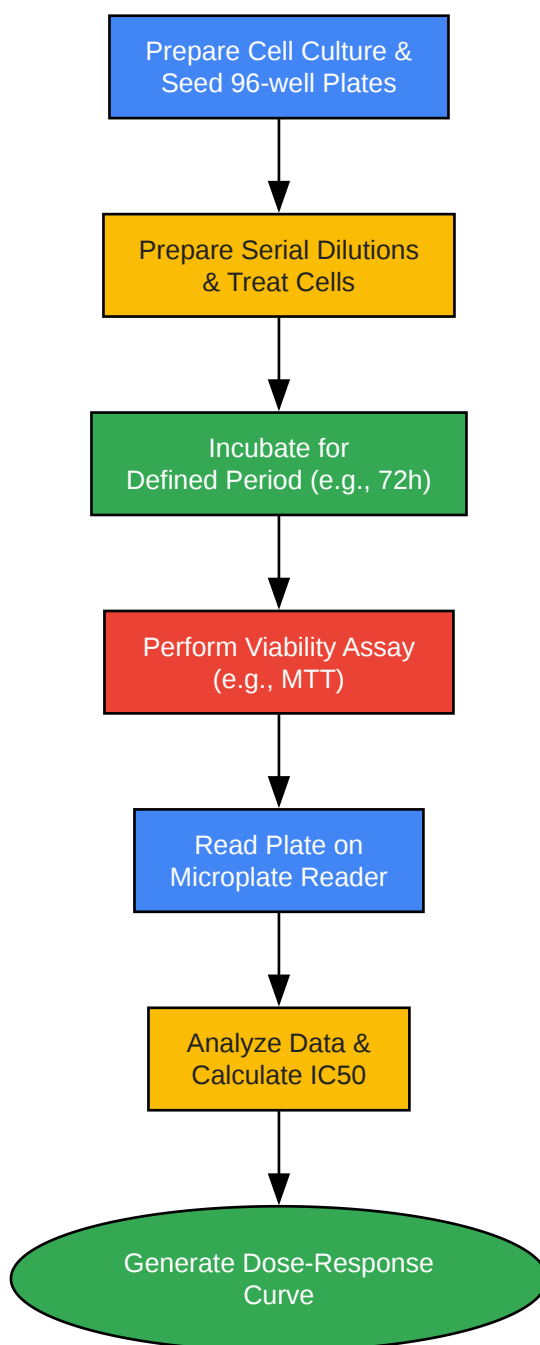 Prepare Cell Culture &
Seed 96-well Plates
Prepare Serial Dilutions
& Treat Cells
Incubate for
Defined Period (e.g., 72h)
Perform Viability Assay
(e.g., MTT)
Read Plate on
Microplate Reader
Analyze Data &
Calculate IC50
Generate Dose-Response
Curve